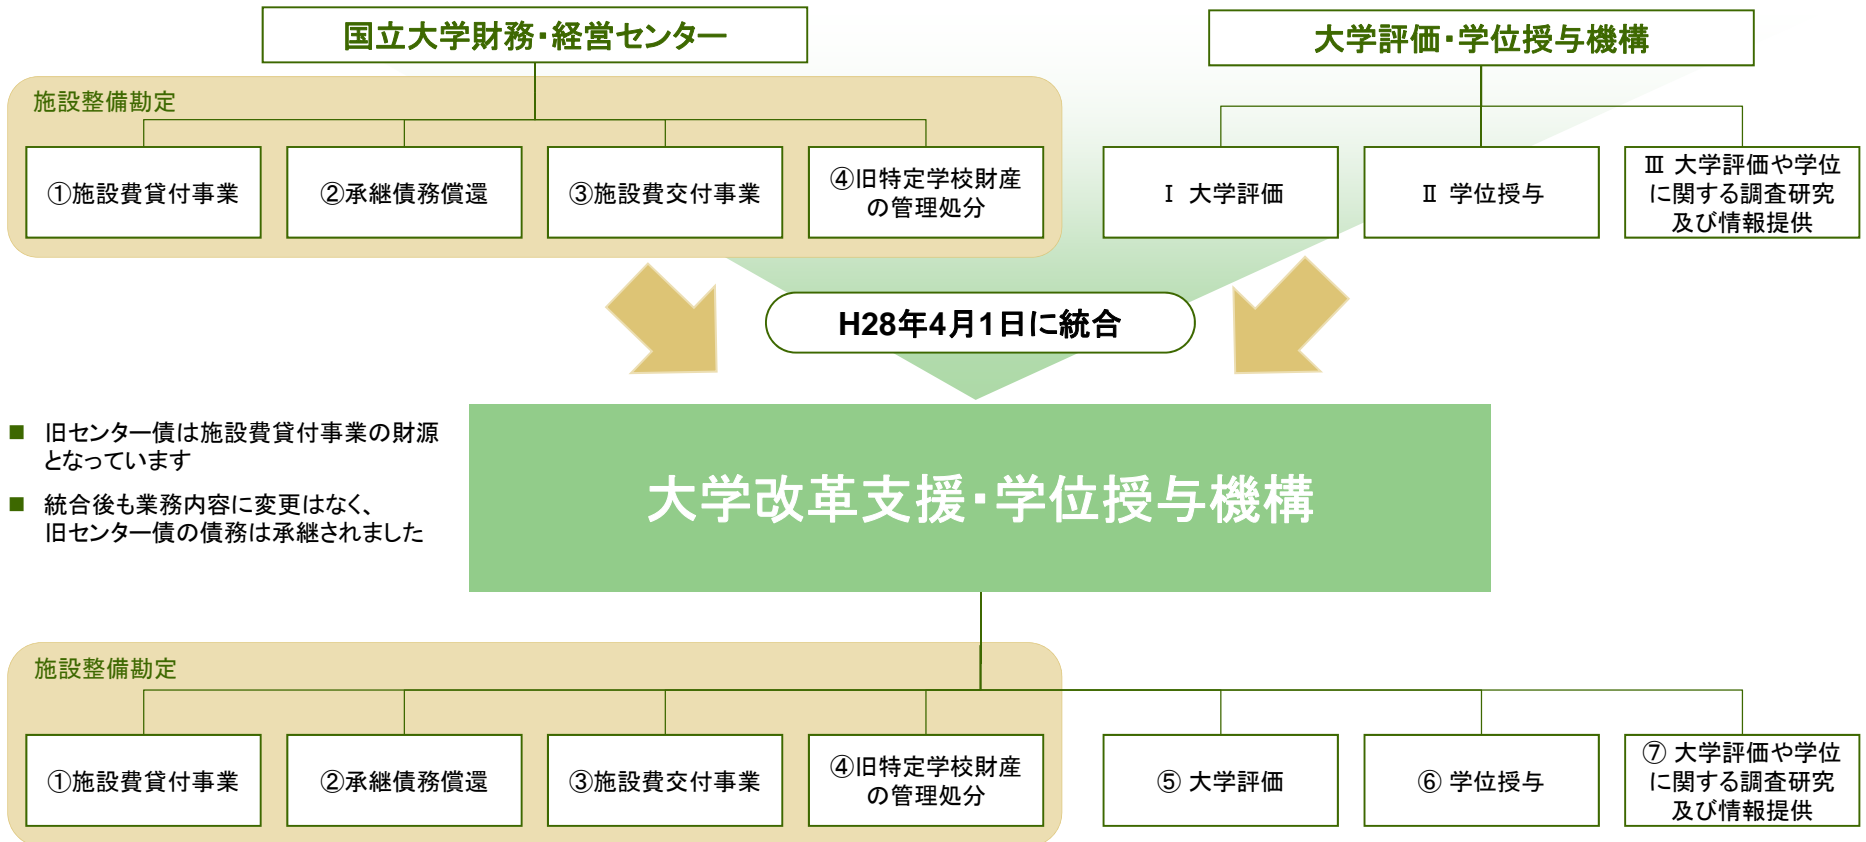 国立大学財務・経営センター
大学評価・学位授与機構
施設整備勘定
①施設費貸付事業
②承継債務償還
③施設費交付事業
④旧特定学校財産
の管理処分
Ⅰ 大学評価
Ⅱ 学位授与
Ⅲ 大学評価や学位
に関する調査研究
及び情報提供
H28年4月1日に統合
■ 旧センター債は施設費貸付事業の財源
となっています
■ 統合後も業務内容に変更はなく、
旧センター債の債務は承継されました
大学改革支援・学位授与機構
施設整備勘定
①施設費貸付事業
②承継債務償還
③施設費交付事業
④旧特定学校財産
の管理処分
⑤ 大学評価
⑥ 学位授与
⑦ 大学評価や学位
に関する調査研究
及び情報提供